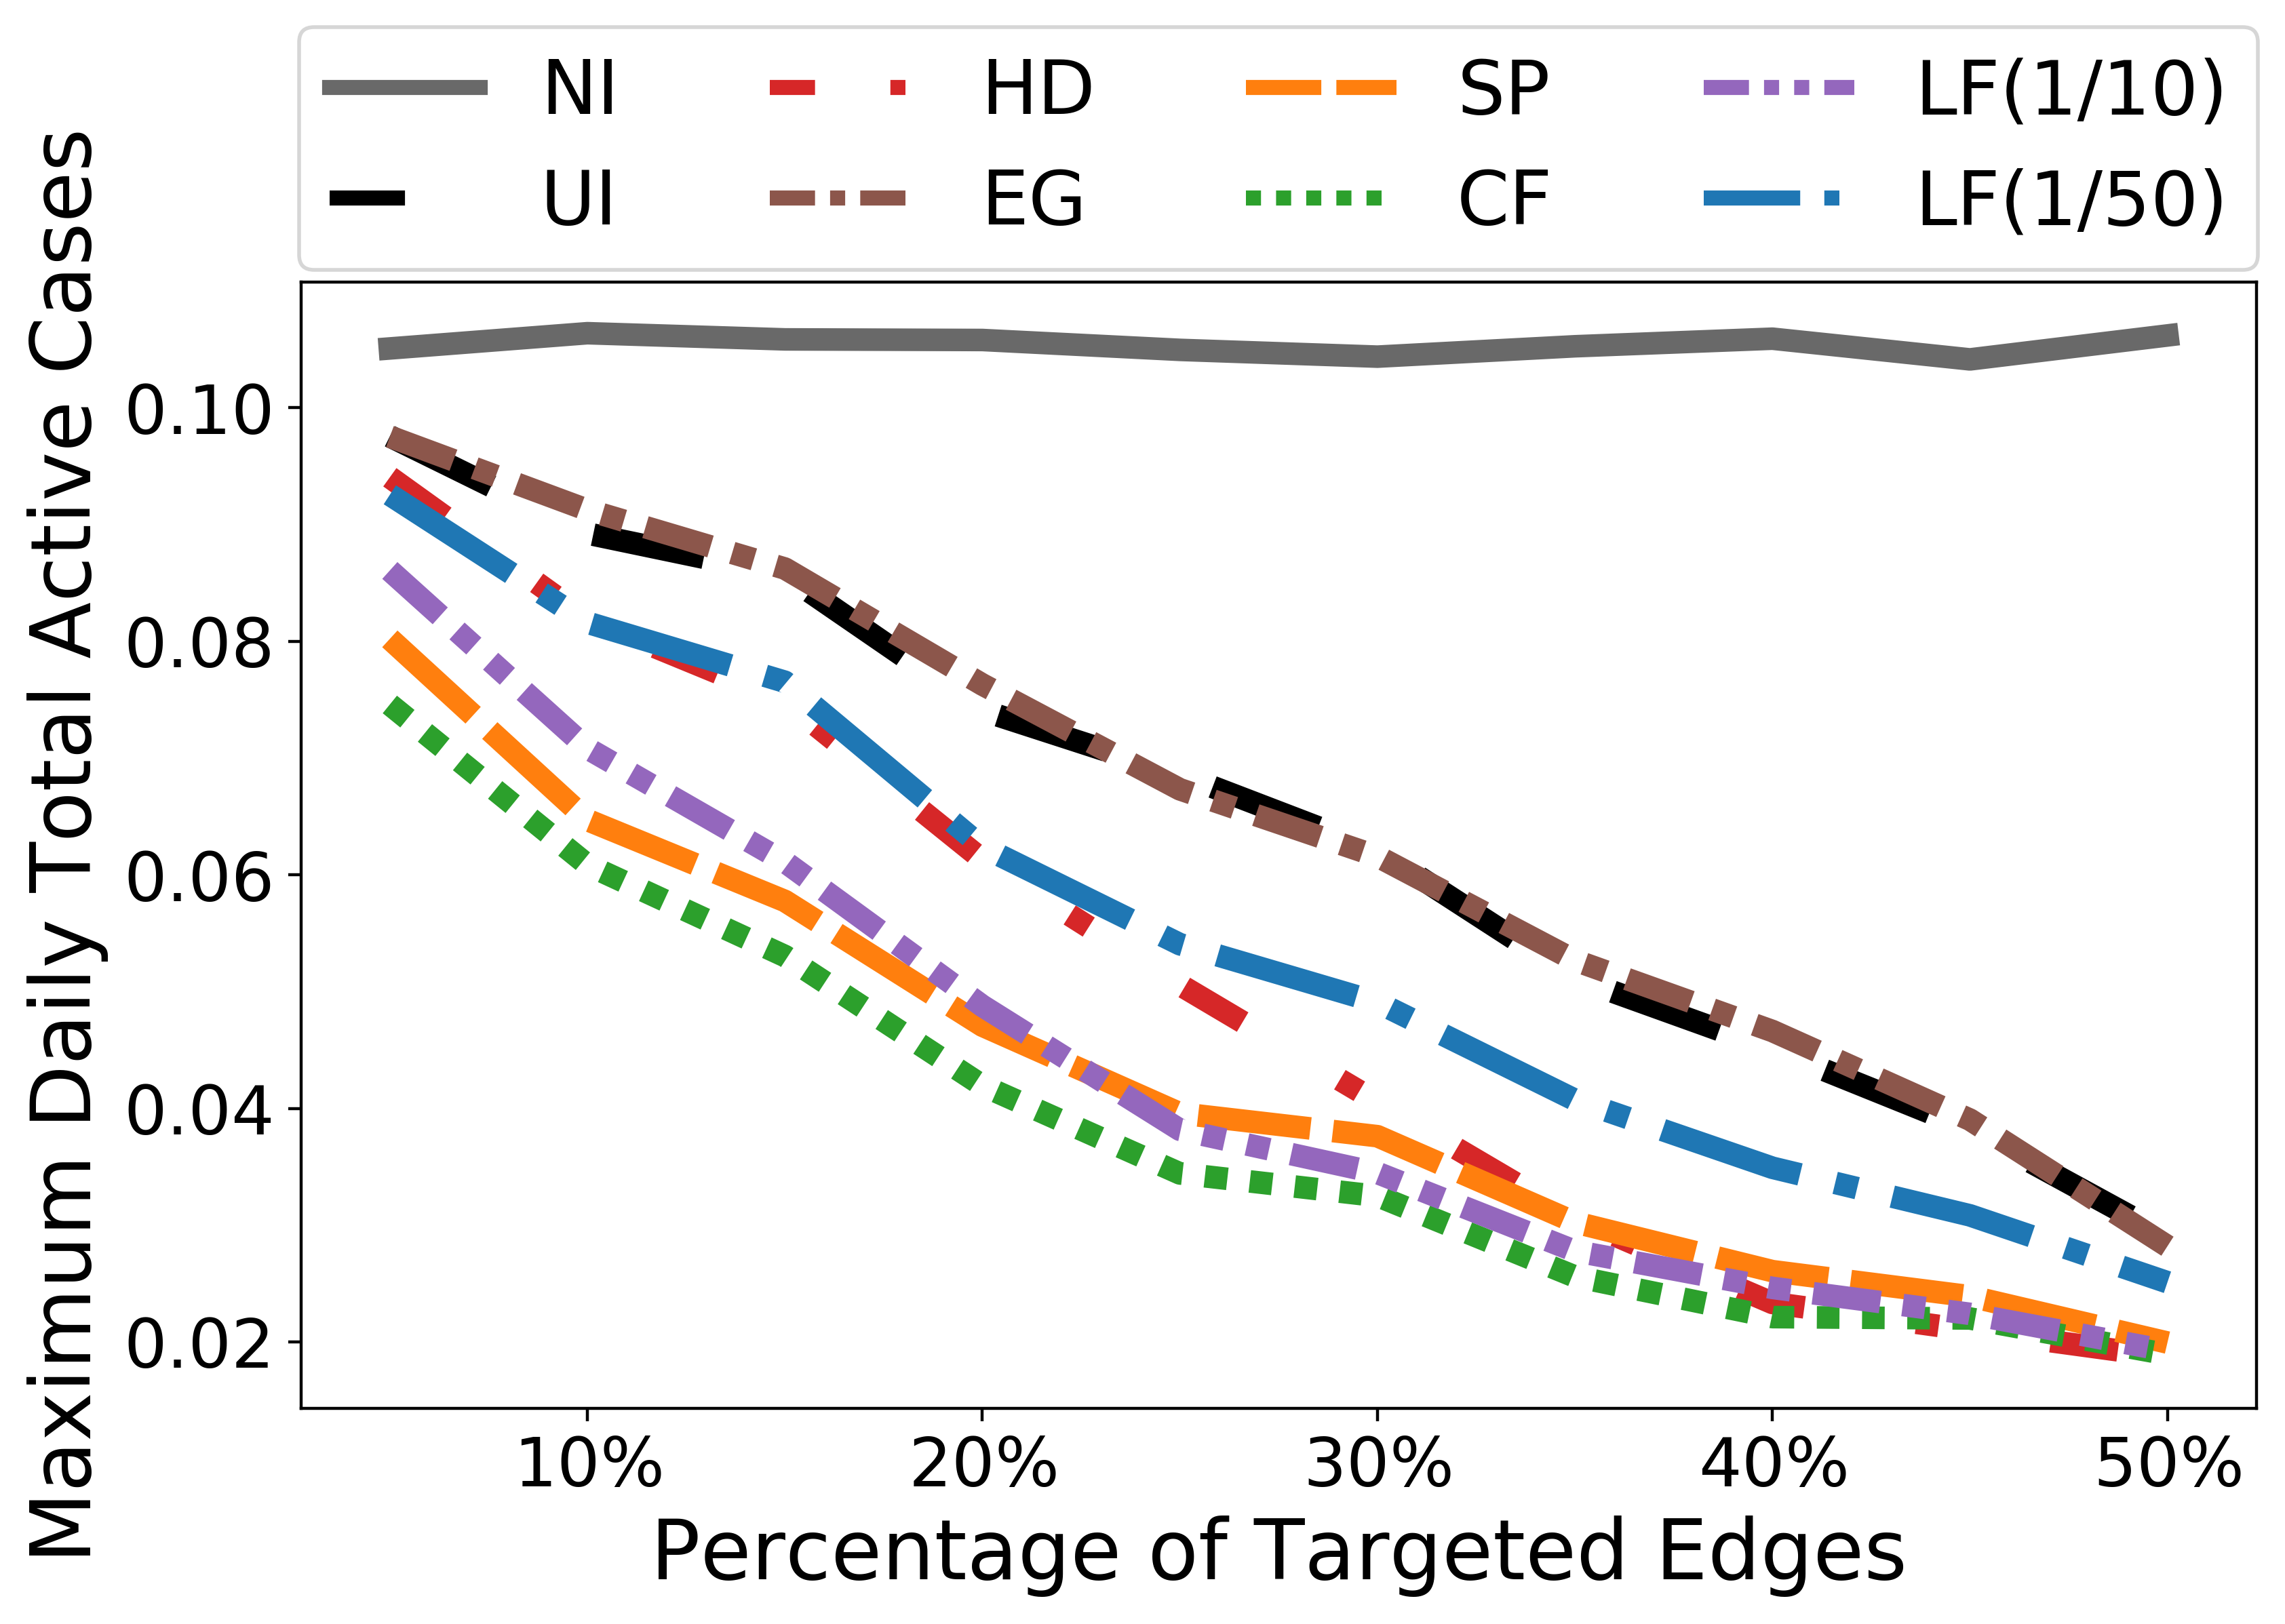 NI HD SP LF(1/10)
UI EG CF LF(1/50)
Maximum Daily Total Active Cases
0.10
0.08
0.06
0.04
0.02
10% 20% 30% 40% 50%
Percentage of Targeted Edges